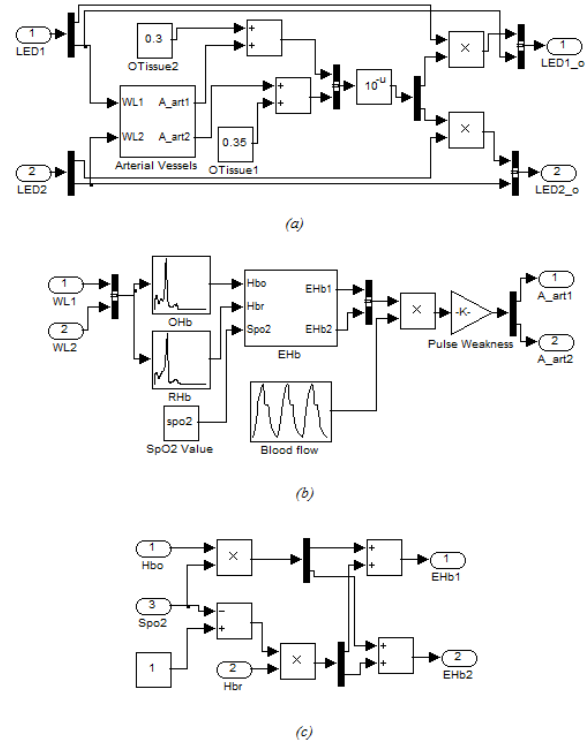 1
LED1
0.3
OTissue2
+
+
×
1
LED1_o
WL1 A_art1
WL2 A_art2
Arterial Vessels
+
+
10^-u
0.35
OTissue1
×
2
LED2
2
LED2_o
(a)
1
WL1
2
WL2
OHb
RHb
spo2
SpO2 Value
Hbo EHb1
Hbr
Spo2 EHb2
EHb
Blood flow
×
-K-
Pulse Weakness
1
A_art1
2
A_art2
(b)
1
Hbo
×
+
+
1
EHb1
3
Spo2
−
+
1
2
Hbr
×
+
+
2
EHb2
(c)